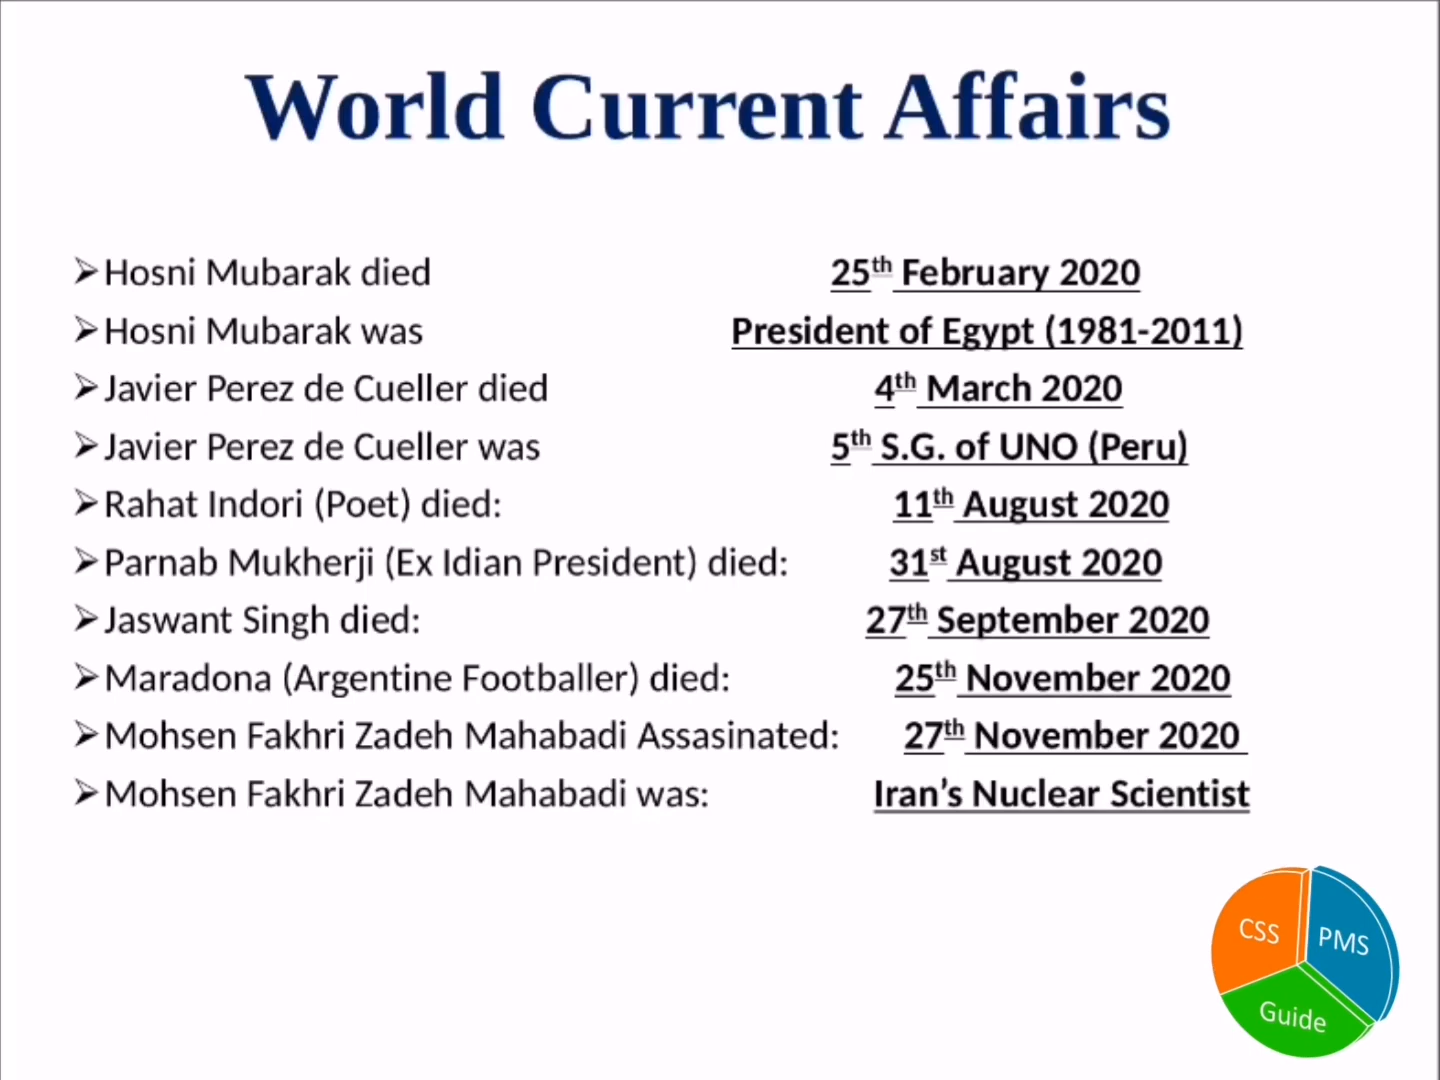 World Current Affairs
➢Hosni Mubarak died 25th February 2020
➢Hosni Mubarak was President of Egypt (1981-2011)
➢Javier Perez de Cueller died 4th March 2020
➢Javier Perez de Cueller was 5th S.G. of UNO (Peru)
➢Rahat Indori (Poet) died: 11th August 2020
➢Parnab Mukherji (Ex Idian President) died: 31st August 2020
➢Jaswant Singh died: 27th September 2020
➢Maradona (Argentine Footballer) died: 25th November 2020
➢Mohsen Fakhri Zadeh Mahabadi Assasinated: 27th November 2020
➢Mohsen Fakhri Zadeh Mahabadi was: Iran’s Nuclear Scientist
CSS PMS
Guide